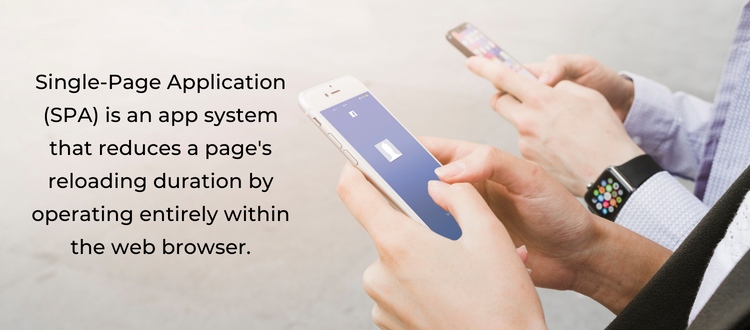 Single-Page Application
(SPA) is an app system
that reduces a page's
reloading duration by
operating entirely within
the web browser.